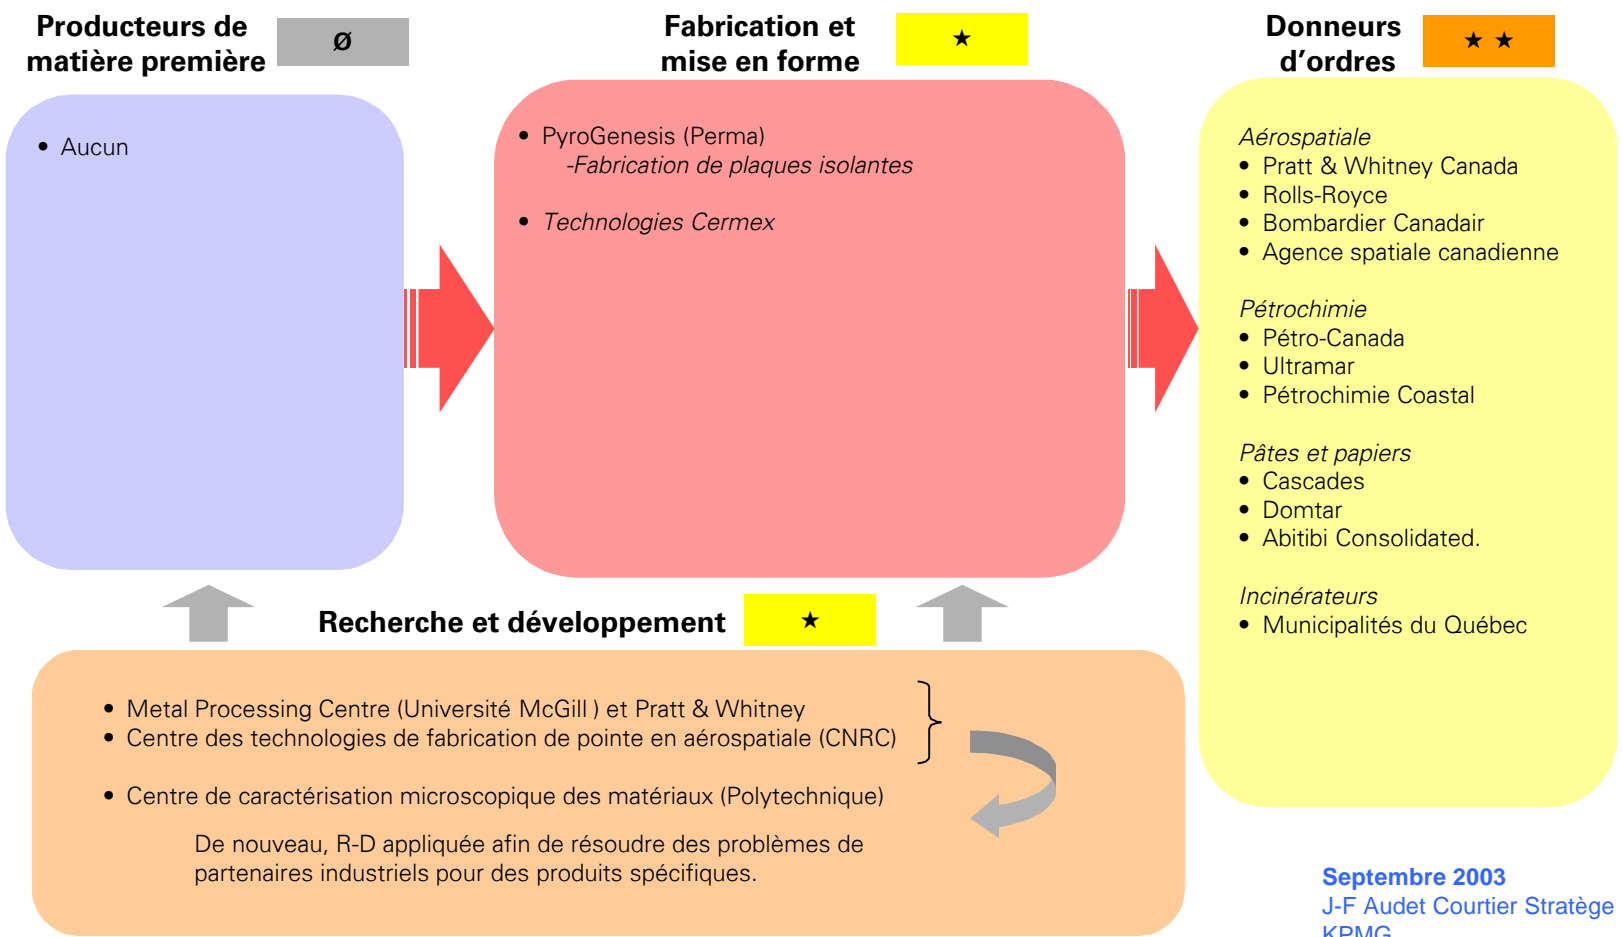 Producteurs de
matière première
Ø
Fabrication et
mise en forme
★
Donneurs
d’ordres
★ ★
• Aucun
• PyroGenesis (Perma)
-Fabrication de plaques isolantes
• Technologies Cermex
Aérospatiale
• Pratt & Whitney Canada
• Rolls-Royce
• Bombardier Canadair
• Agence spatiale canadienne
Pétrochimie
• Pétro-Canada
• Ultramar
• Pétrochimie Coastal
Pâtes et papiers
• Cascades
• Domtar
• Abitibi Consolidated.
Incinérateurs
• Municipalités du Québec
Recherche et développement
★
• Metal Processing Centre (Université McGill ) et Pratt & Whitney
• Centre des technologies de fabrication de pointe en aérospatiale (CNRC)
• Centre de caractérisation microscopique des matériaux (Polytechnique)
De nouveau, R-D appliquée afin de résoudre des problèmes de
partenaires industriels pour des produits spécifiques.
Septembre 2003
J-F Audet Courtier Stratège
KPMG